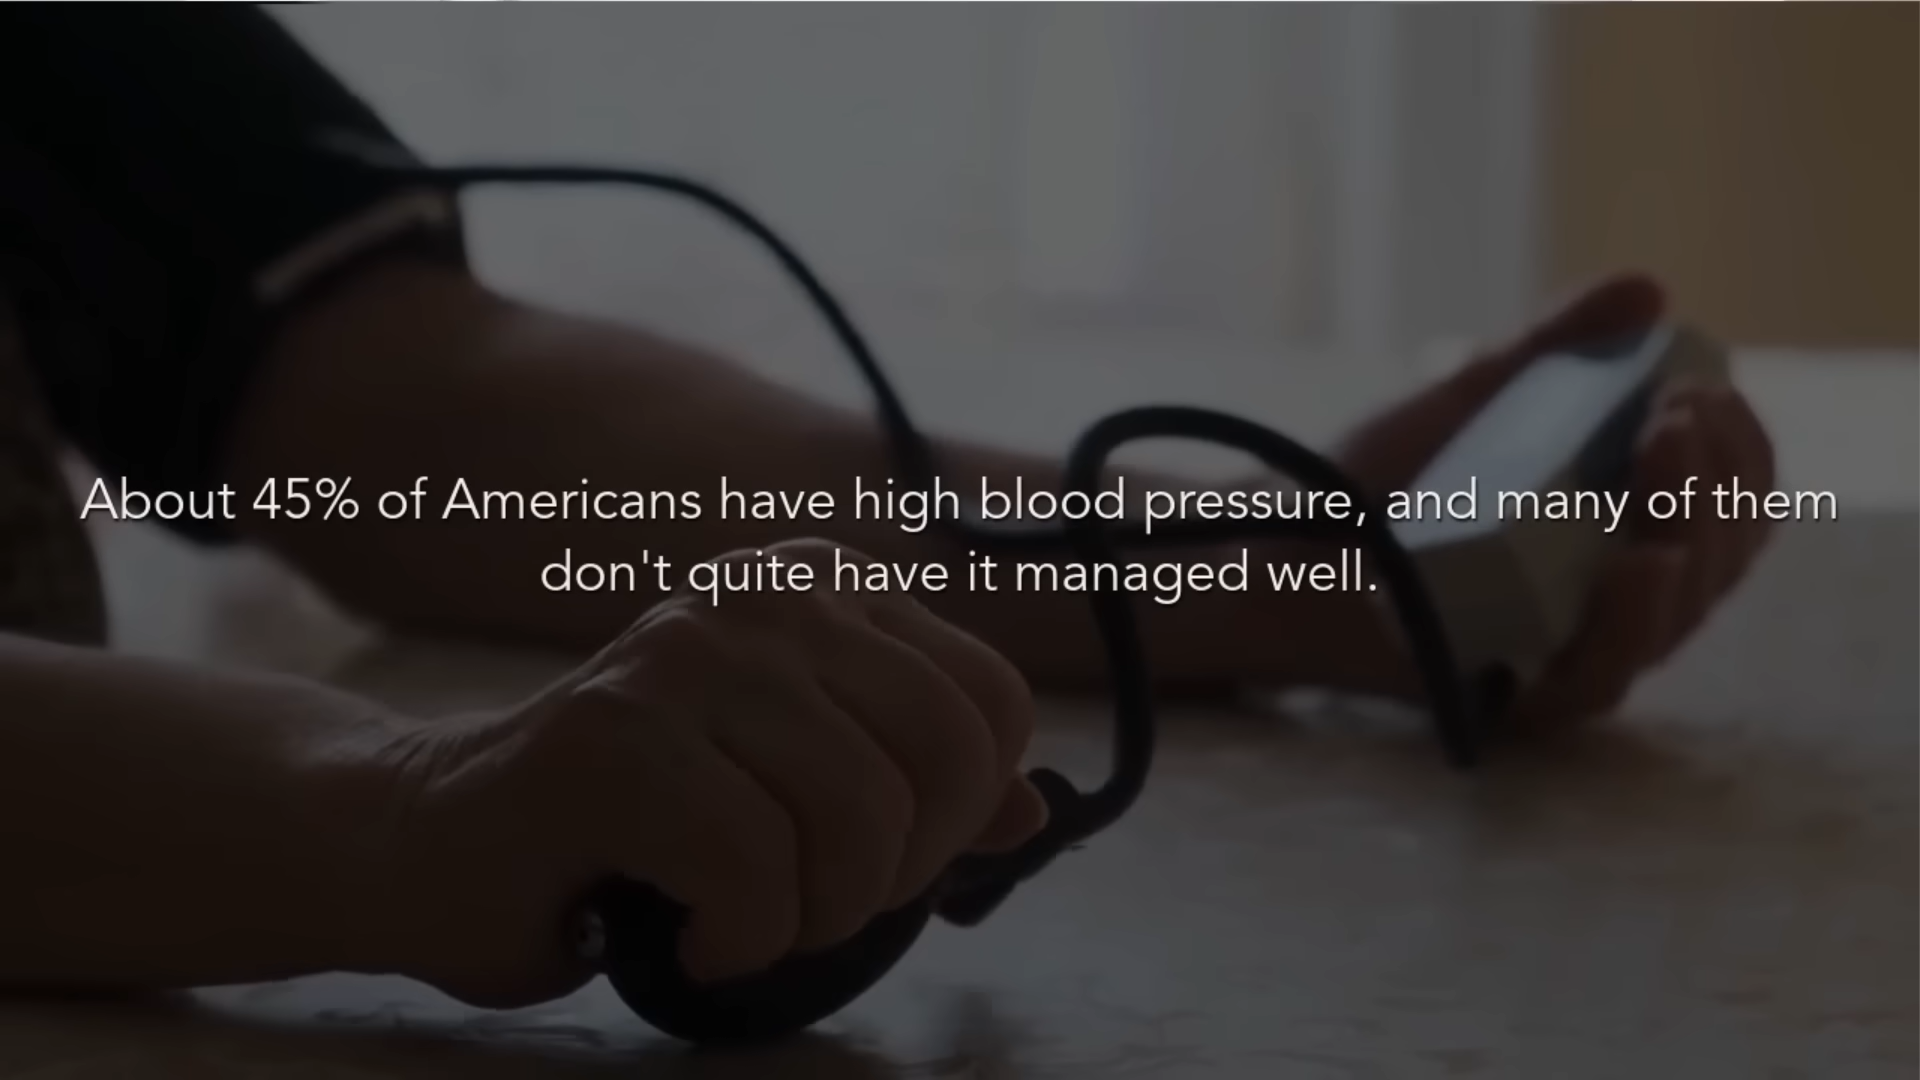 About 45% of Americans have high blood pressure, and many of them
don't quite have it managed well.